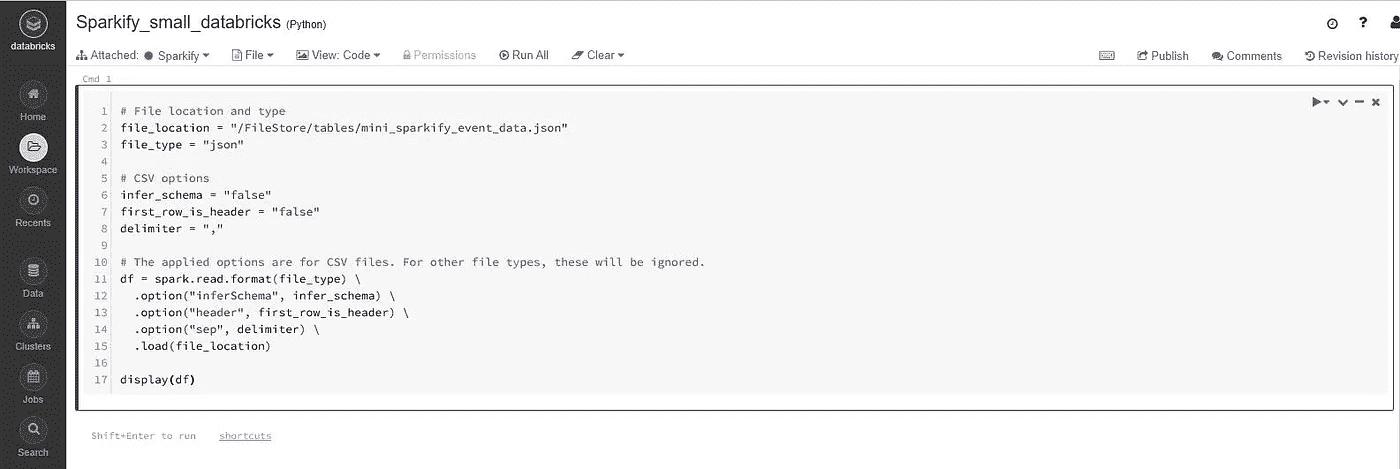 Sparkify_small_databricks (Python)
?
databricks
Attached: Sparkify File View: Code Permissions Run All Clear Publish Comments Revision history
Cmd 1
Home
Workspace
Recents
Data
Clusters
Jobs
Search
1 # File location and type
2 file_location = "/FileStore/tables/mini_sparkify_event_data.json"
3 file_type = "json"
4
5 # CSV options
6 infer_schema = "false"
7 first_row_is_header = "false"
8 delimiter = ","
9
10 # The applied options are for CSV files. For other file types, these will be ignored.
11 df = spark.read.format(file_type) \
12 .option("inferSchema", infer_schema) \
13 .option("header", first_row_is_header) \
14 .option("sep", delimiter) \
15 .load(file_location)
16
17 display(df)
Shift+Enter to run shortcuts